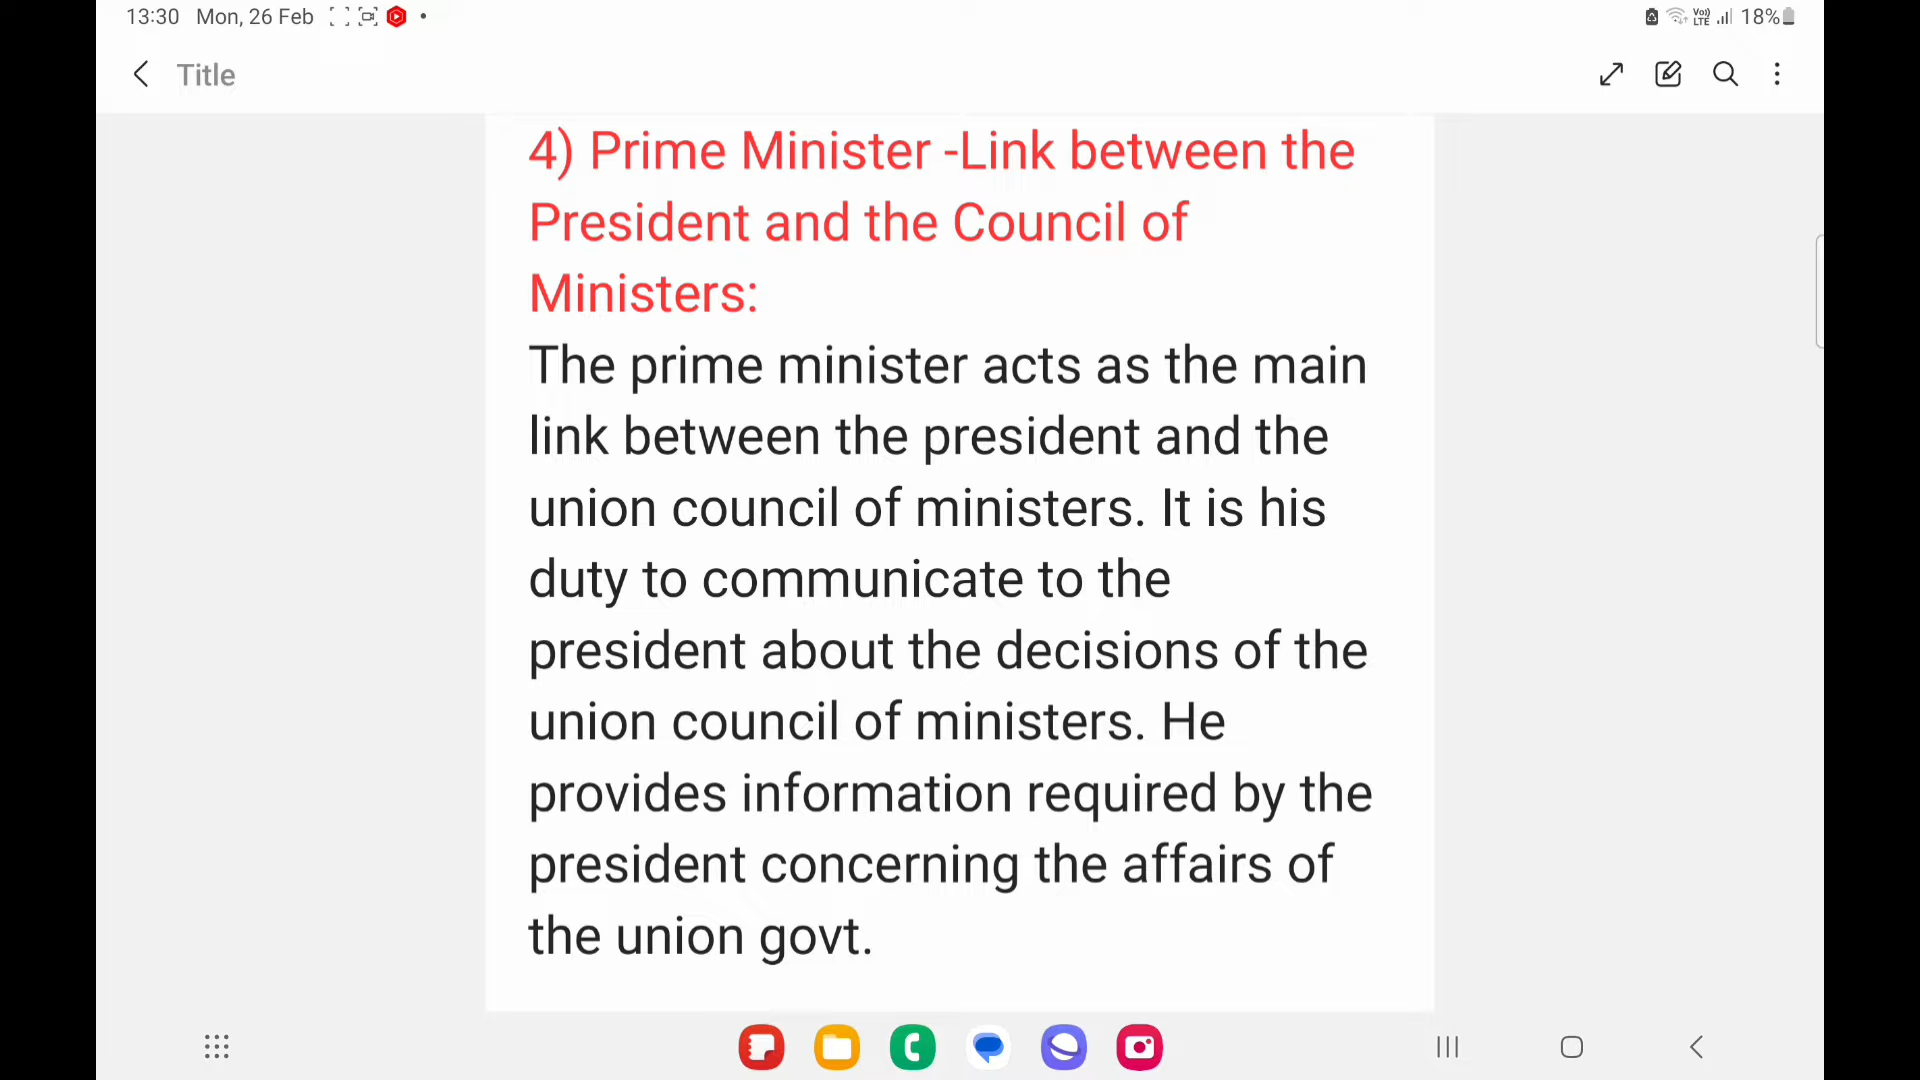 13:30 Mon, 26 Feb
Vo)) LTE 18%
Title
4) Prime Minister -Link between the
President and the Council of
Ministers:
The prime minister acts as the main
link between the president and the
union council of ministers. It is his
duty to communicate to the
president about the decisions of the
union council of ministers. He
provides information required by the
president concerning the affairs of
the union govt.